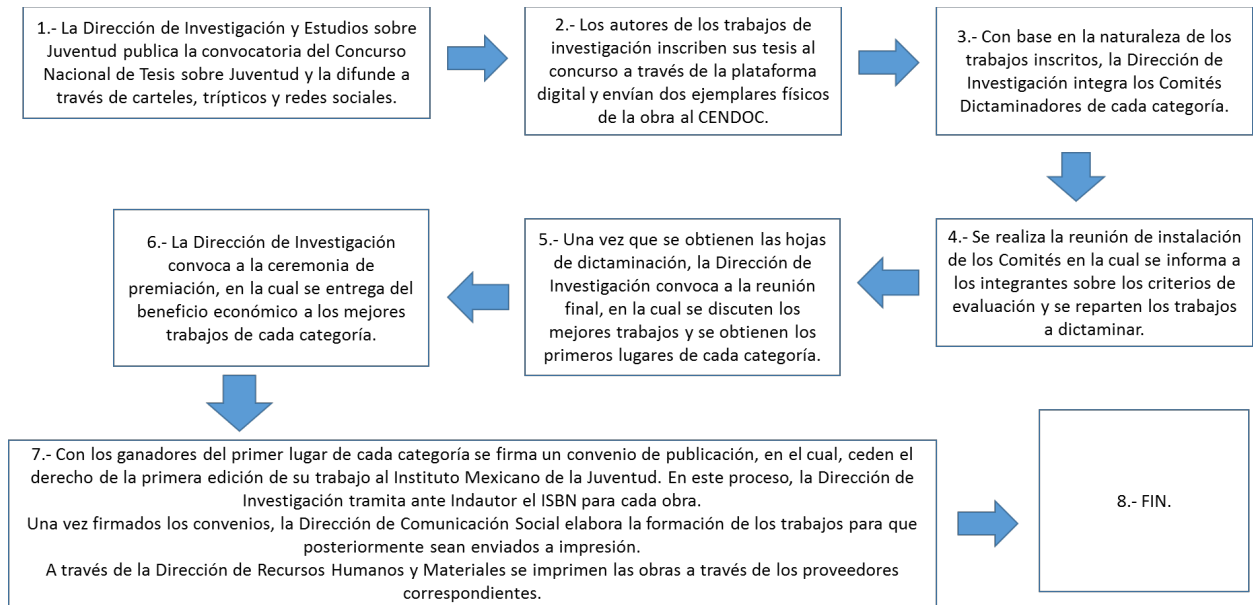 1.- La Dirección de Investigación y Estudios sobre
Juventud publica la convocatoria del Concurso
Nacional de Tesis sobre Juventud y la difunde a
través de carteles, trípticos y redes sociales.
2.- Los autores de los trabajos de
investigación inscriben sus tesis al
concurso a través de la plataforma
digital y envían dos ejemplares físicos
de la obra al CENDOC.
3.- Con base en la naturaleza de los
trabajos inscritos, la Dirección de
Investigación integra los Comités
Dictaminadores de cada categoría.
4.- Se realiza la reunión de instalación
de los Comités en la cual se informa a
los integrantes sobre los criterios de
evaluación y se reparten los trabajos
a dictaminar.
5.- Una vez que se obtienen las hojas
de dictaminación, la Dirección de
Investigación convoca a la reunión
final, en la cual se discuten los
mejores trabajos y se obtienen los
primeros lugares de cada categoría.
6.- La Dirección de Investigación
convoca a la ceremonia de
premiación, en la cual se entrega del
beneficio económico a los mejores
trabajos de cada categoría.
7.- Con los ganadores del primer lugar de cada categoría se firma un convenio de publicación, en el cual, ceden el
derecho de la primera edición de su trabajo al Instituto Mexicano de la Juventud. En este proceso, la Dirección de
Investigación tramita ante Indautor el ISBN para cada obra.
Una vez firmados los convenios, la Dirección de Comunicación Social elabora la formación de los trabajos para que
posteriormente sean enviados a impresión.
A través de la Dirección de Recursos Humanos y Materiales se imprimen las obras a través de los proveedores
correspondientes.
8.- FIN.